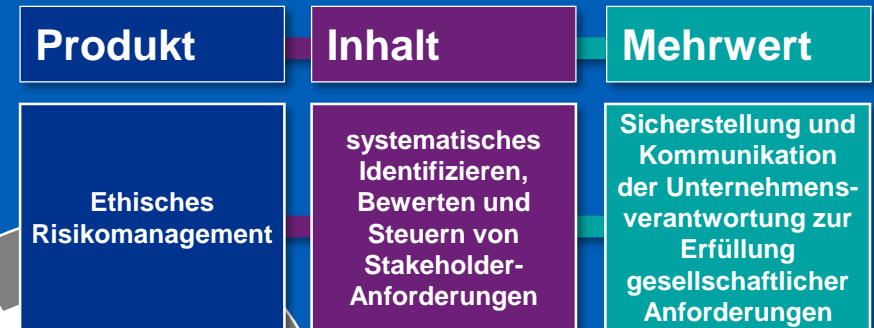 Produkt
Inhalt
Mehrwert
Ethisches
Risikomanagement
systematisches
Identifizieren,
Bewerten und
Steuern von
Stakeholder-
Anforderungen
Sicherstellung und
Kommunikation
der Unternehmens-
verantwortung zur
Erfüllung
gesellschaftlicher
Anforderungen